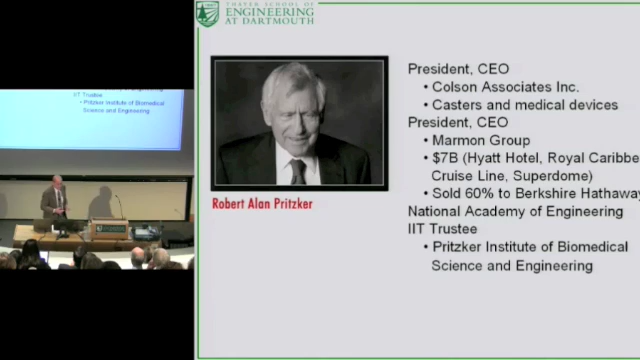 THAYER SCHOOL OF
ENGINEERING
AT DARTMOUTH
President, CEO
• Colson Associates Inc.
• Casters and medical devices
President, CEO
• Marmon Group
• $7B (Hyatt Hotel, Royal Caribbe
Cruise Line, Superdome)
• Sold 60% to Berkshire Hathaway
National Academy of Engineering
IIT Trustee
• Pritzker Institute of Biomedical
Science and Engineering
Robert Alan Pritzker
IIT Trustee
• Pritzker Institute of Biomedical
Science and Engineering